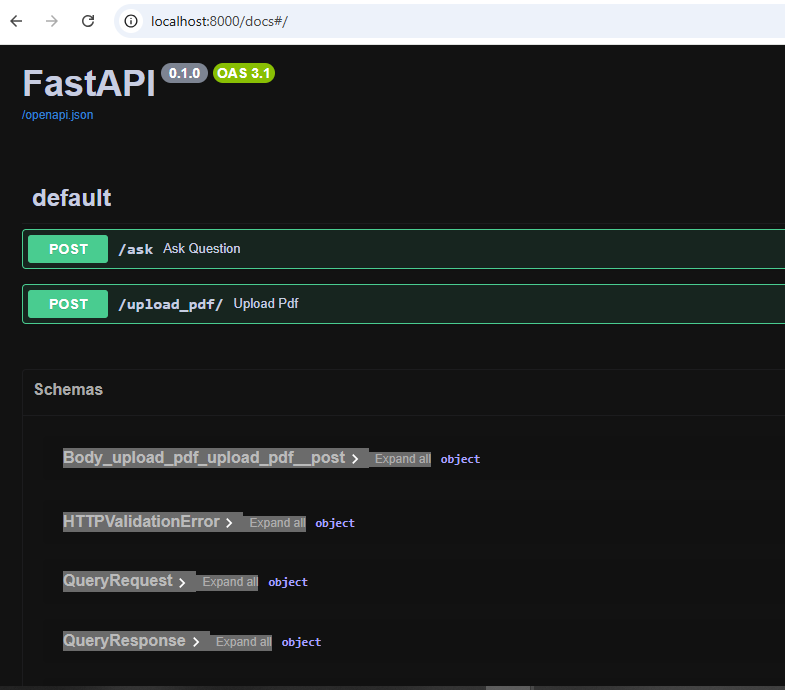 localhost:8000/docs#/
FastAPI 0.1.0 OAS 3.1
/openapi.json
default
POST /ask Ask Question
POST /upload_pdf/ Upload Pdf
Schemas
Body_upload_pdf_upload_pdf__post Expand all object
HTTPValidationError Expand all object
QueryRequest Expand all object
QueryResponse Expand all object